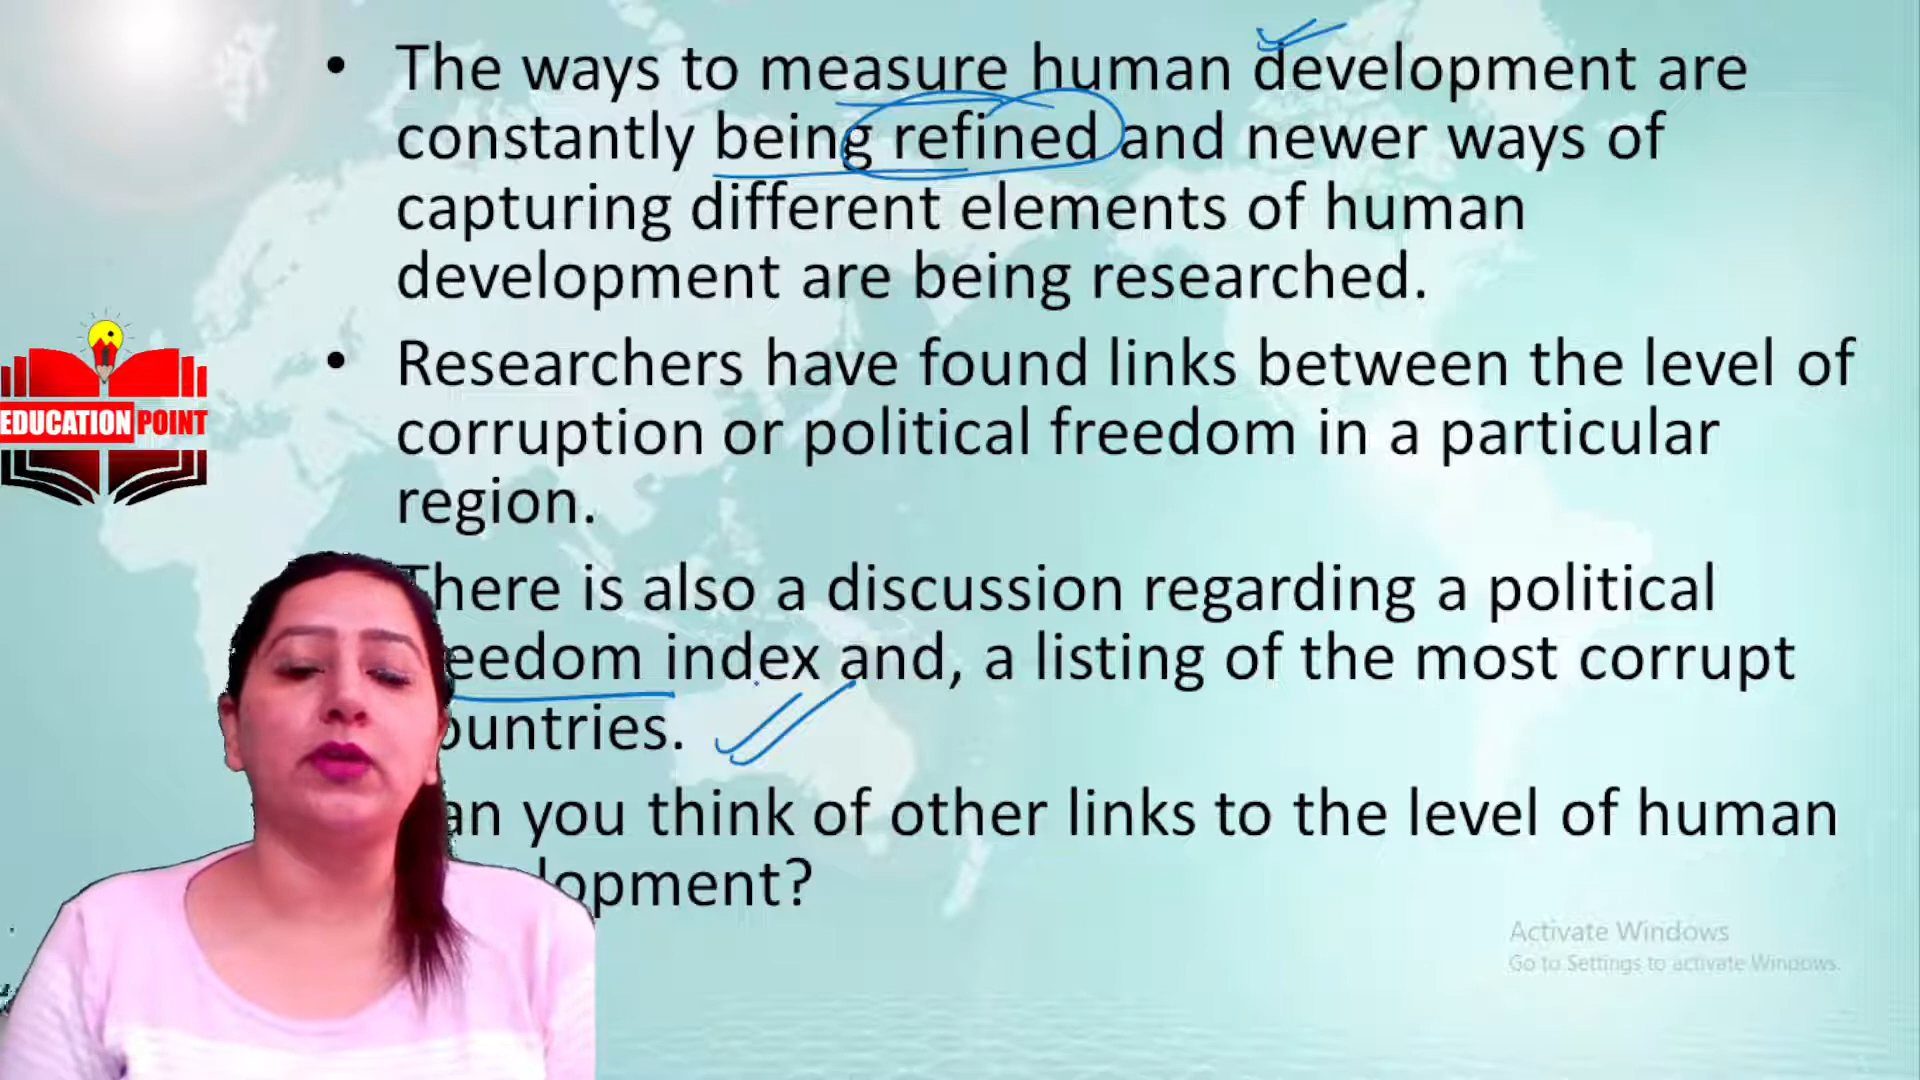 • The ways to measure human development are
constantly being refined and newer ways of
capturing different elements of human
development are being researched.
• Researchers have found links between the level of
corruption or political freedom in a particular
region.
There is also a discussion regarding a political
eedom index and, a listing of the most corrupt
ountries.
an you think of other links to the level of human
lopment?
EDUCATION POINT
Activate Windows
Go to Settings to activate Windows.